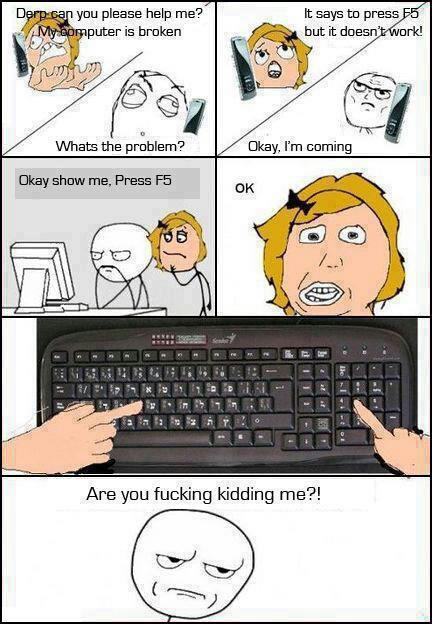 Derp can you please help me?
My computer is broken
Whats the problem?
It says to press F5
but it doesn't work!
Okay, I'm coming
Okay show me, Press F5
OK
Genius
Are you fucking kidding me?!